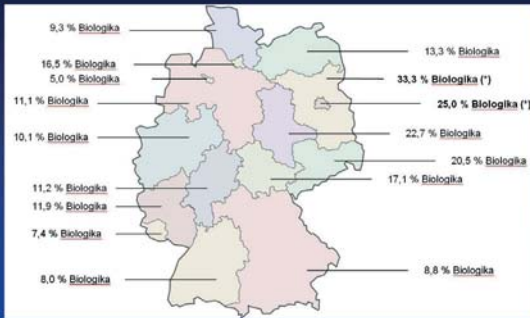 9,3 % Biologika
16,5 % Biologika
5,0 % Biologika
11,1 % Biologika
10,1 % Biologika
11,2 % Biologika
11,9 % Biologika
7,4 % Biologika
8,0 % Biologika
13,3 % Biologika
33,3 % Biologika (*)
25,0 % Biologika (*)
22,7 % Biologika
20,5 % Biologika
17,1 % Biologika
8,8 % Biologika